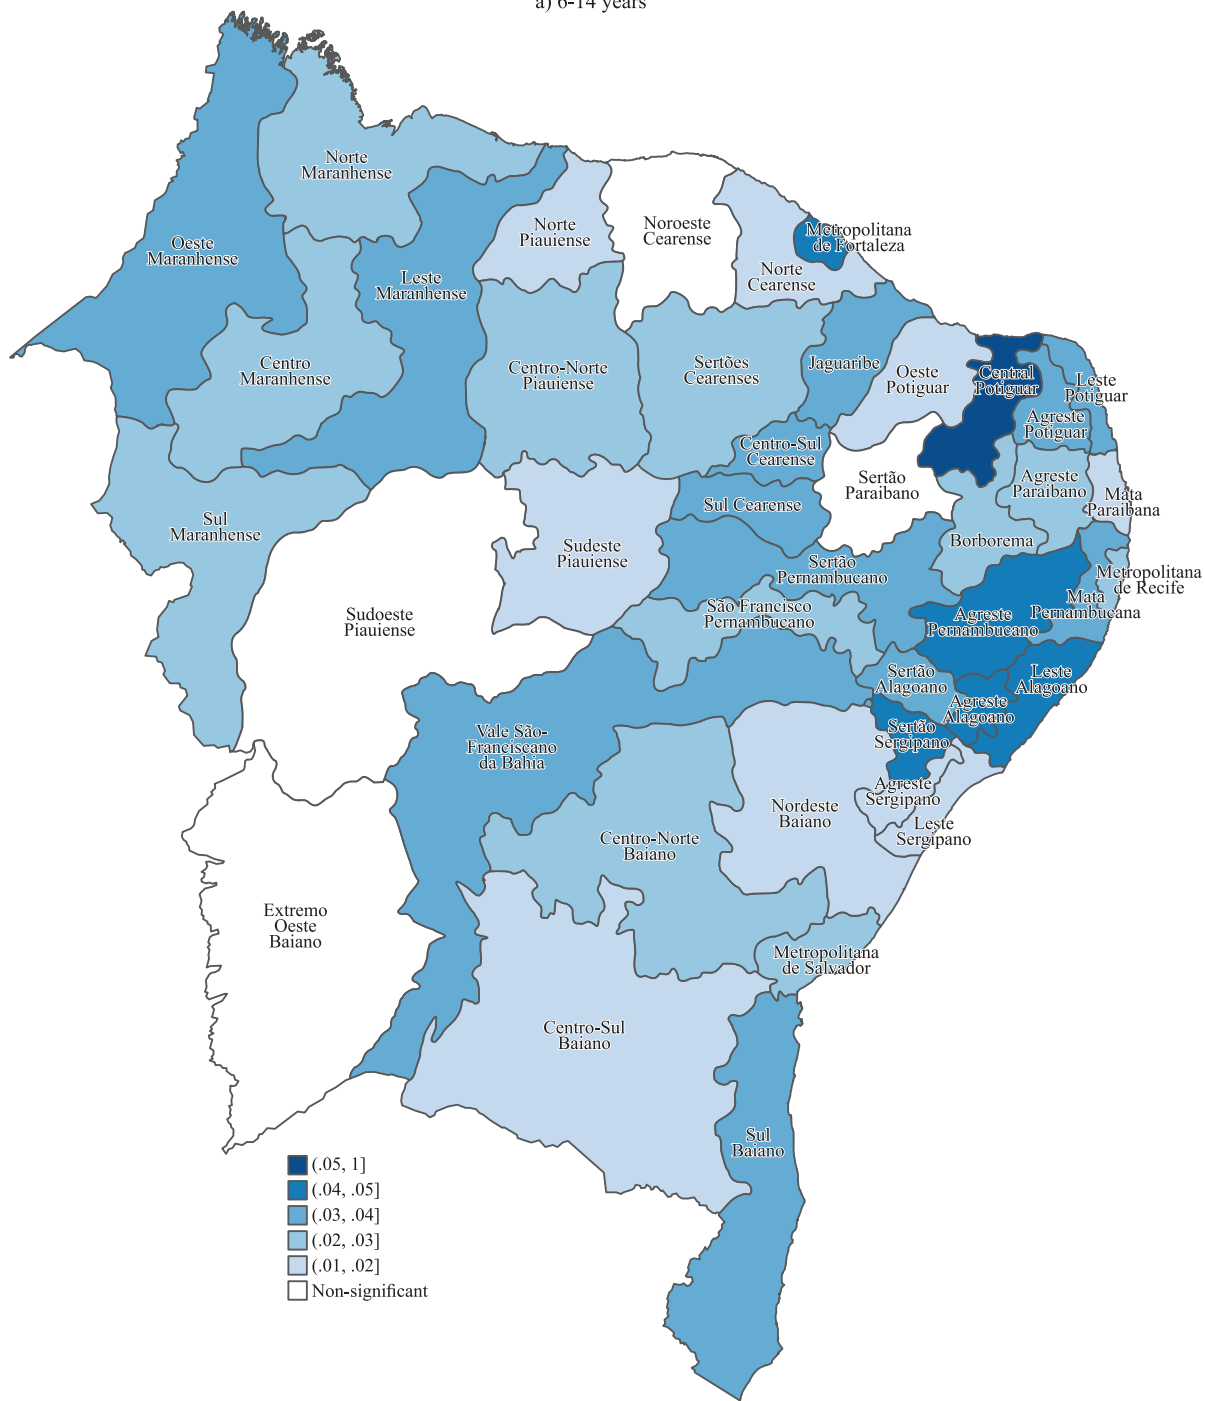 a) 6-14 years
Norte
Maranhense
Oeste
Maranhense
Leste
Maranhense
Norte
Piauiense
Noroeste
Cearense
Metropolitana
de Fortaleza
Norte
Cearense
Centro
Maranhense
Centro-Norte
Piauiense
Sertões
Cearenses
Jaguaribe
Oeste
Potiguar
Central
Potiguar
Leste
Potiguar
Agreste
Potiguar
Centro-Sul
Cearense
Sertão
Paraibano
Agreste
Paraibano
Mata
Paraibana
Sul Cearense
Sul
Maranhense
Sudeste
Piauiense
Borborema
Sertão
Pernambucano
Metropolitana
de Recife
Mata
Pernambucana
Sudoeste
Piauiense
São Francisco
Pernambucano
Agreste
Pernambucano
Sertão
Alagoano
Leste
Alagoano
Agreste
Alagoano
Vale São-
Franciscano
da Bahia
Sertão
Sergipano
Agreste
Sergipano
Nordeste
Baiano
Leste
Sergipano
Centro-Norte
Baiano
Extremo
Oeste
Baiano
Metropolitana
de Salvador
Centro-Sul
Baiano
Sul
Baiano
(.05, 1]
(.04, .05]
(.03, .04]
(.02, .03]
(.01, .02]
Non-significant